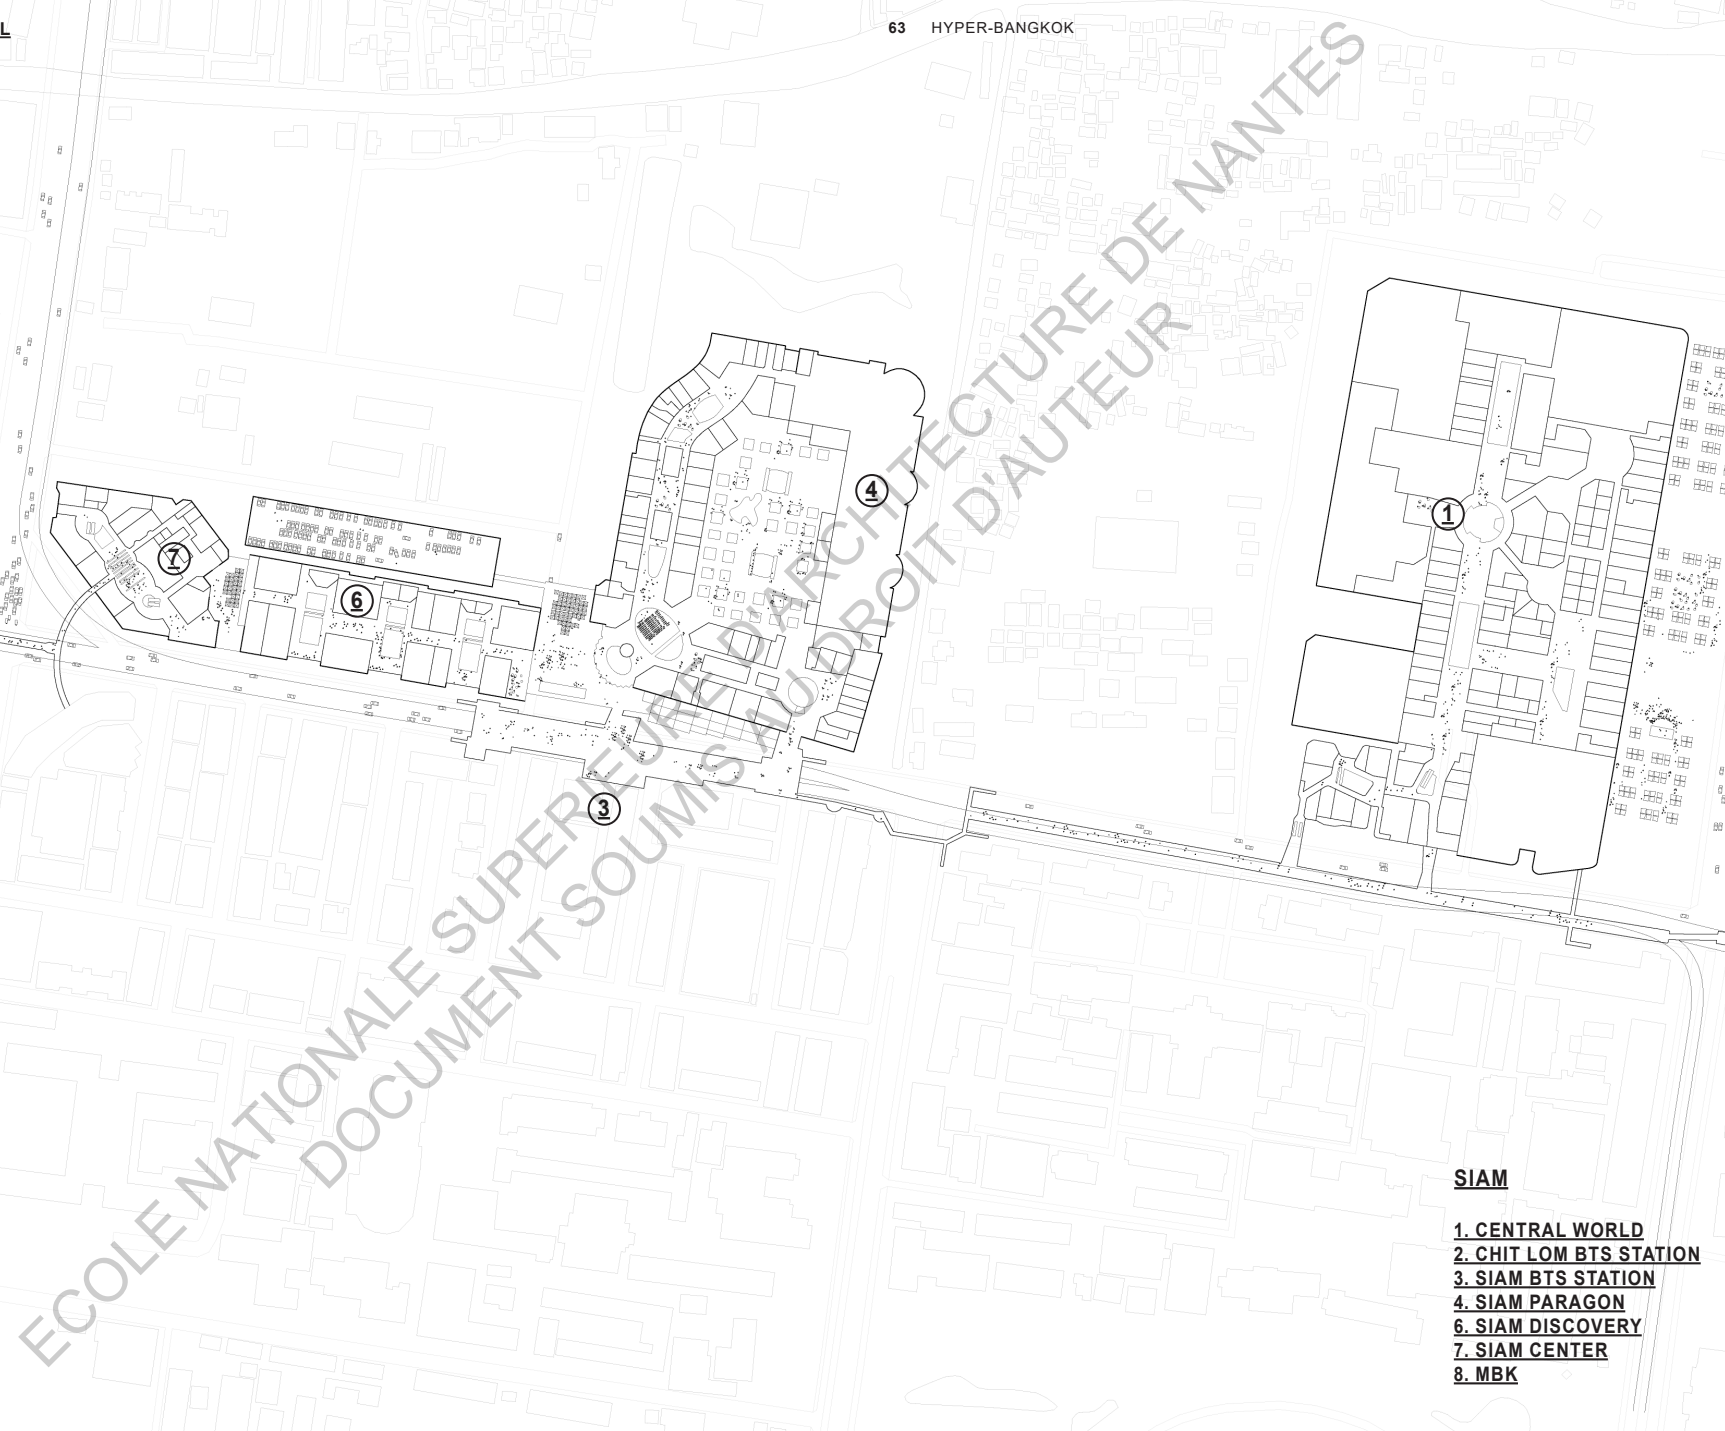 L
63 HYPER-BANGKOK
1
4
7
6
3
ECOLE NATIONALE SUPERIEURE D'ARCHITECTURE DE NANTES
DOCUMENT SOUMIS AU DROIT D'AUTEUR
SIAM
1. CENTRAL WORLD
2. CHIT LOM BTS STATION
3. SIAM BTS STATION
4. SIAM PARAGON
6. SIAM DISCOVERY
7. SIAM CENTER
8. MBK